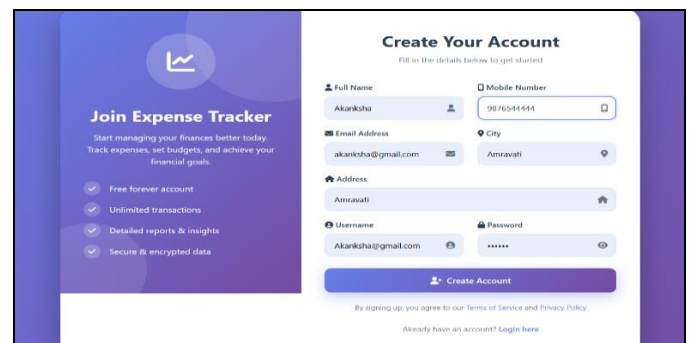 Join Expense Tracker
Start managing your finances better today.
Track expenses, set budgets, and achieve your
financial goals.
Free forever account
Unlimited transactions
Detailed reports & insights
Secure & encrypted data
Create Your Account
Fill in the details below to get started
Full Name
Akanksha
Mobile Number
9876544444
Email Address
akanksha@gmail.com
City
Amravati
Address
Amravati
Username
Akanksha@gmail.com
Password
••••••
Create Account
By signing up, you agree to our Terms of Service and Privacy Policy
Already have an account? Login here